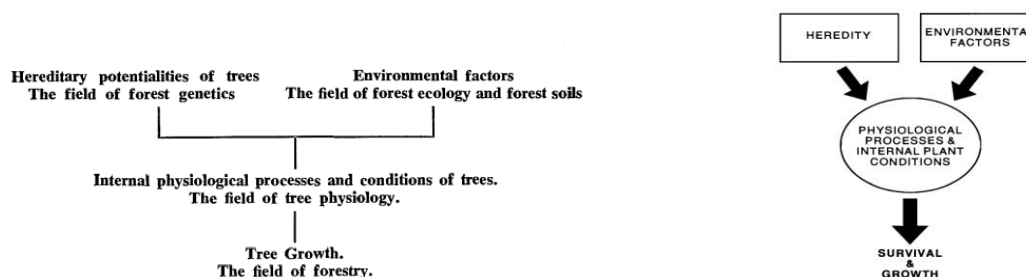 Hereditary potentialities of trees
The field of forest genetics
Environmental factors
The field of forest ecology and forest soils
Internal physiological processes and conditions of trees.
The field of tree physiology.
Tree Growth.
The field of forestry.
HEREDITY
ENVIRONMENTAL
FACTORS
PHYSIOLOGICAL
PROCESSES &
INTERNAL PLANT
CONDITIONS
SURVIVAL
&
GROWTH